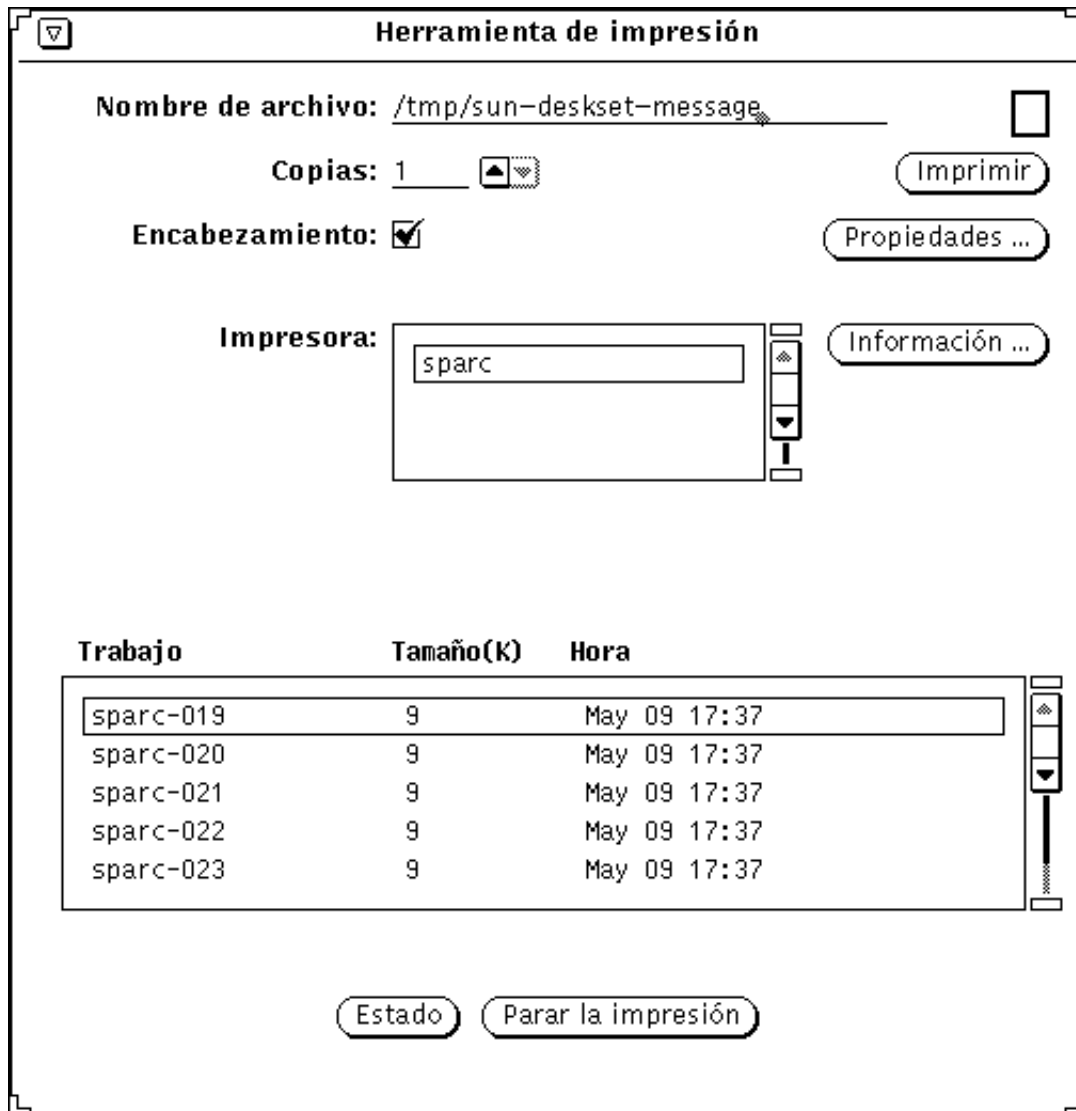 Herramienta de impresión
Nombre de archivo: /tmp/sun-deskset-message
Copias: 1 Imprimir
Encabezamiento: Propiedades ...
Impresora: sparc Información ...
Trabajo Tamaño(K) Hora
sparc-019 9 May 09 17:37
sparc-020 9 May 09 17:37
sparc-021 9 May 09 17:37
sparc-022 9 May 09 17:37
sparc-023 9 May 09 17:37
Estado Parar la impresión